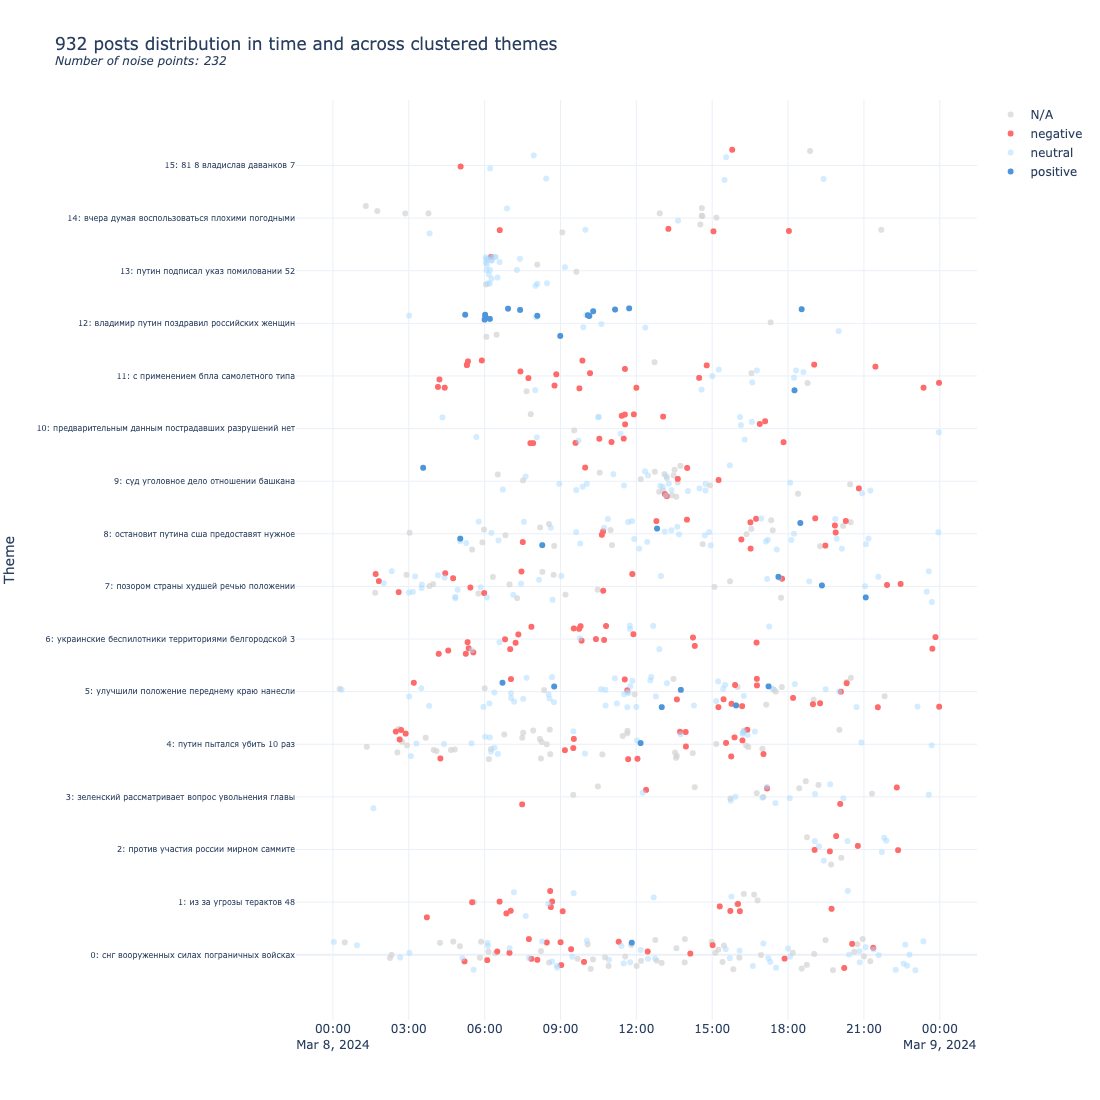 932 posts distribution in time and across clustered themes
Number of noise points: 232
N/A
negative
neutral
positive
15: 81 8 владислав даванков 7
14: вчера думая воспользоваться плохими погодными
13: путин подписал указ помиловании 52
12: владимир путин поздравил российских женщин
11: с применением бпла самолетного типа
10: предварительным данным пострадавших разрушений нет
9: суд уголовное дело отношении башкана
8: остановит путина сша предоставят нужное
7: позором страны худшей речью положении
6: украинские беспилотники территориями белгородской 3
5: улучшили положение переднему краю нанесли
4: путин пытался убить 10 раз
3: зеленский рассматривает вопрос увольнения главы
2: против участия россии мирном саммите
1: из за угрозы терактов 48
0: снг вооруженных силах пограничных войсках
Theme
00:00 03:00 06:00 09:00 12:00 15:00 18:00 21:00 00:00
Mar 8, 2024 Mar 9, 2024